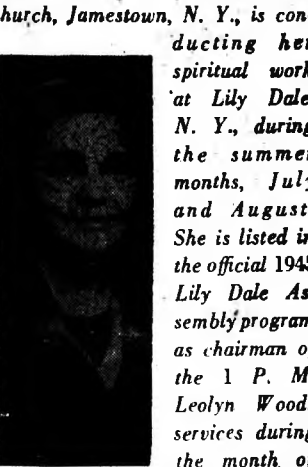 hurch, Jamestown, N. Y., is con
ducting her
spiritual work
at Lily Dale
N. Y., during
the summer
months, July
and August.
She is listed in
the official 1945
Lily Dale As
sembly program
as chairman o
the 1 P. M.
Leolyn Wood
services during
the month of